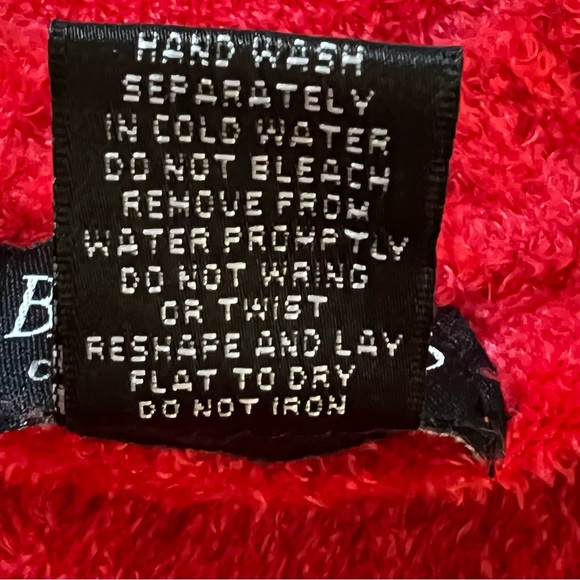 HAND WASH
SEPARATELY
IN COLD WATER
DO NOT BLEACH
REMOVE FROM
WATER PROMPTLY
DO NOT WRING
OR TWIST
RESHAPE AND LAY
FLAT TO DRY
DO NOT IRON
B